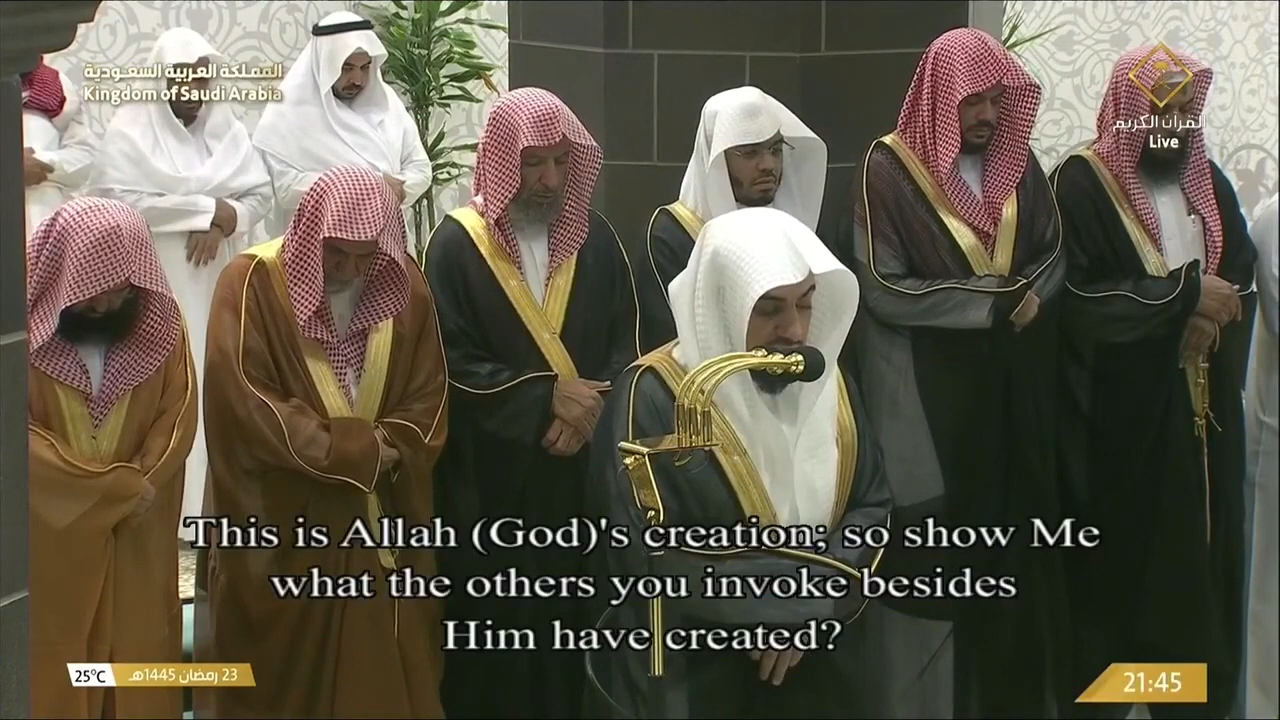 المملكة العربية السعودية
Kingdom of Saudi Arabia
القرآن الكريم
Live
This is Allah (God)'s creation; so show Me
what the others you invoke besides
Him have created?
25°C
23 رمضان 1445هـ
21:45